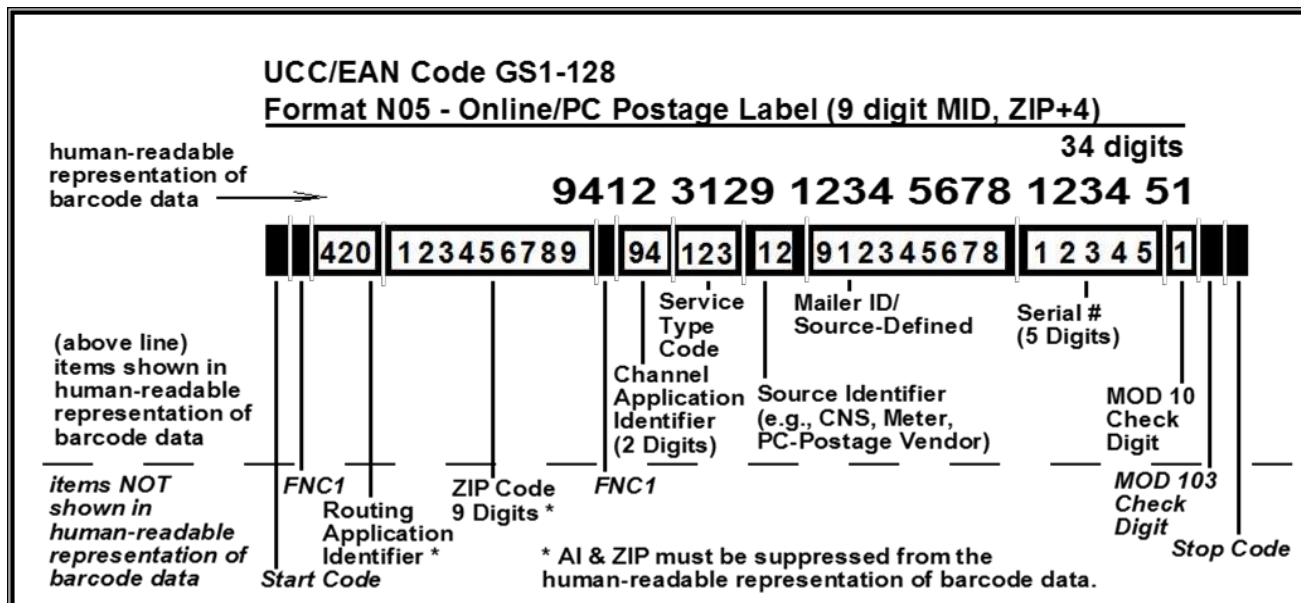 UCC/EAN Code GS1-128
Format N05 - Online/PC Postage Label (9 digit MID, ZIP+4)
34 digits
human-readable
representation of
barcode data
9412 3129 1234 5678 1234 51
420 123456789 94 123 12 912345678 12345 1
Service
Type
Code
Mailer ID/
Source-Defined
Serial #
(5 Digits)
(above line)
items shown in
human-readable
representation of
barcode data
Channel
Application
Identifier
(2 Digits)
Source Identifier
(e.g., CNS, Meter,
PC-Postage Vendor)
MOD 10
Check
Digit
items NOT
shown in
human-readable
representation of
barcode data
Start Code
FNC1
Routing
Application
Identifier *
ZIP Code
9 Digits *
FNC1
MOD 103
Check
Digit
Stop Code
* AI & ZIP must be suppressed from the
human-readable representation of barcode data.